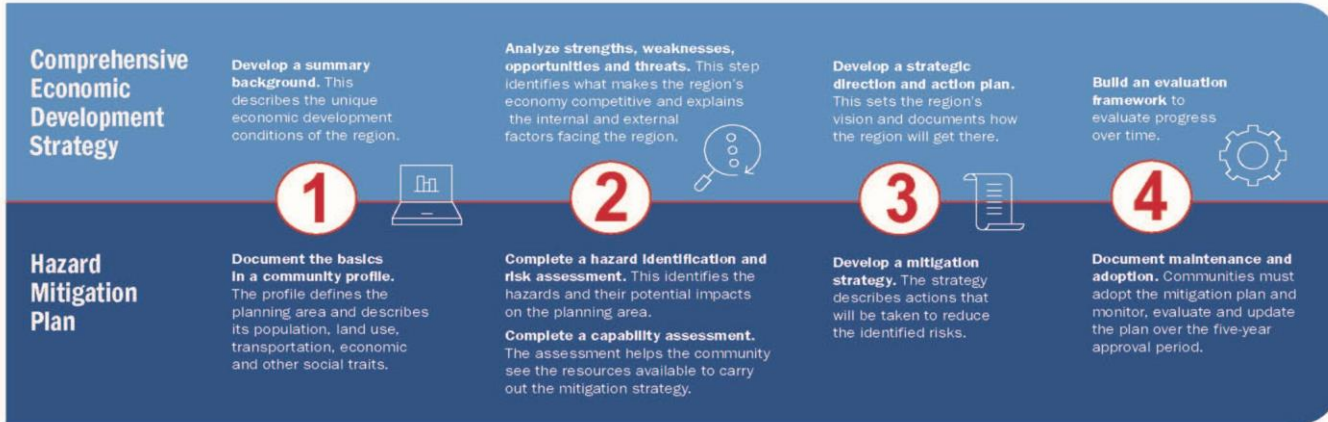 Comprehensive
Economic
Development
Strategy
Develop a summary
background. This
describes the unique
economic development
conditions of the region.
1
Analyze strengths, weaknesses,
opportunities and threats. This step
identifies what makes the region's
economy competitive and explains
the internal and external
factors facing the region.
2
Develop a strategic
direction and action plan.
This sets the region's
vision and documents how
the region will get there.
3
Build an evaluation
framework to
evaluate progress
over time.
4
Hazard
Mitigation
Plan
Document the basics
in a community profile.
The profile defines the
planning area and describes
its population, land use,
transportation, economic
and other social traits.
Complete a hazard identification and
risk assessment. This identifies the
hazards and their potential impacts
on the planning area.
Complete a capability assessment.
The assessment helps the community
see the resources available to carry
out the mitigation strategy.
Develop a mitigation
strategy. The strategy
describes actions that
will be taken to reduce
the identified risks.
Document maintenance and
adoption. Communities must
adopt the mitigation plan and
monitor, evaluate and update
the plan over the five-year
approval period.